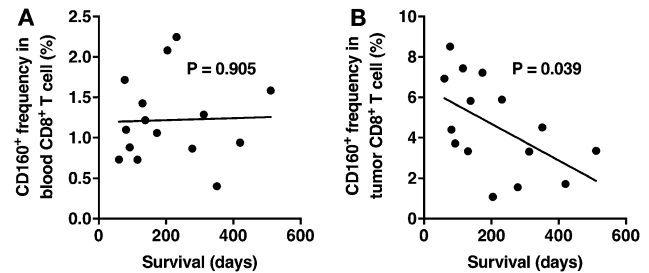 A
CD160⁺ frequency in
blood CD8⁺ T cell (%)
2.5
2.0
1.5
1.0
0.5
0.0
P = 0.905
0 200 400 600
Survival (days)
B
CD160⁺ frequency in
tumor CD8⁺ T cell (%)
10
8
6
4
2
0
P = 0.039
0 200 400 600
Survival (days)